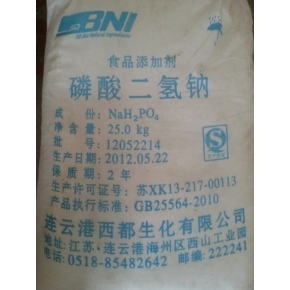 BNI
食品添加剂
磷酸二氢钠
成 份: NaH₂PO₄
净含量: 25.0 kg
批 号: 12052214
生产日期: 2012.05.22
保 质 期: 2 年
生产许可证号: 苏XK13-217-00113
产品执行标准: GB25564-2010
连云港西都生化有限公司
地址: 江苏·连云港海州区西山工业园
电话: 0518-85482642 邮编: 222241